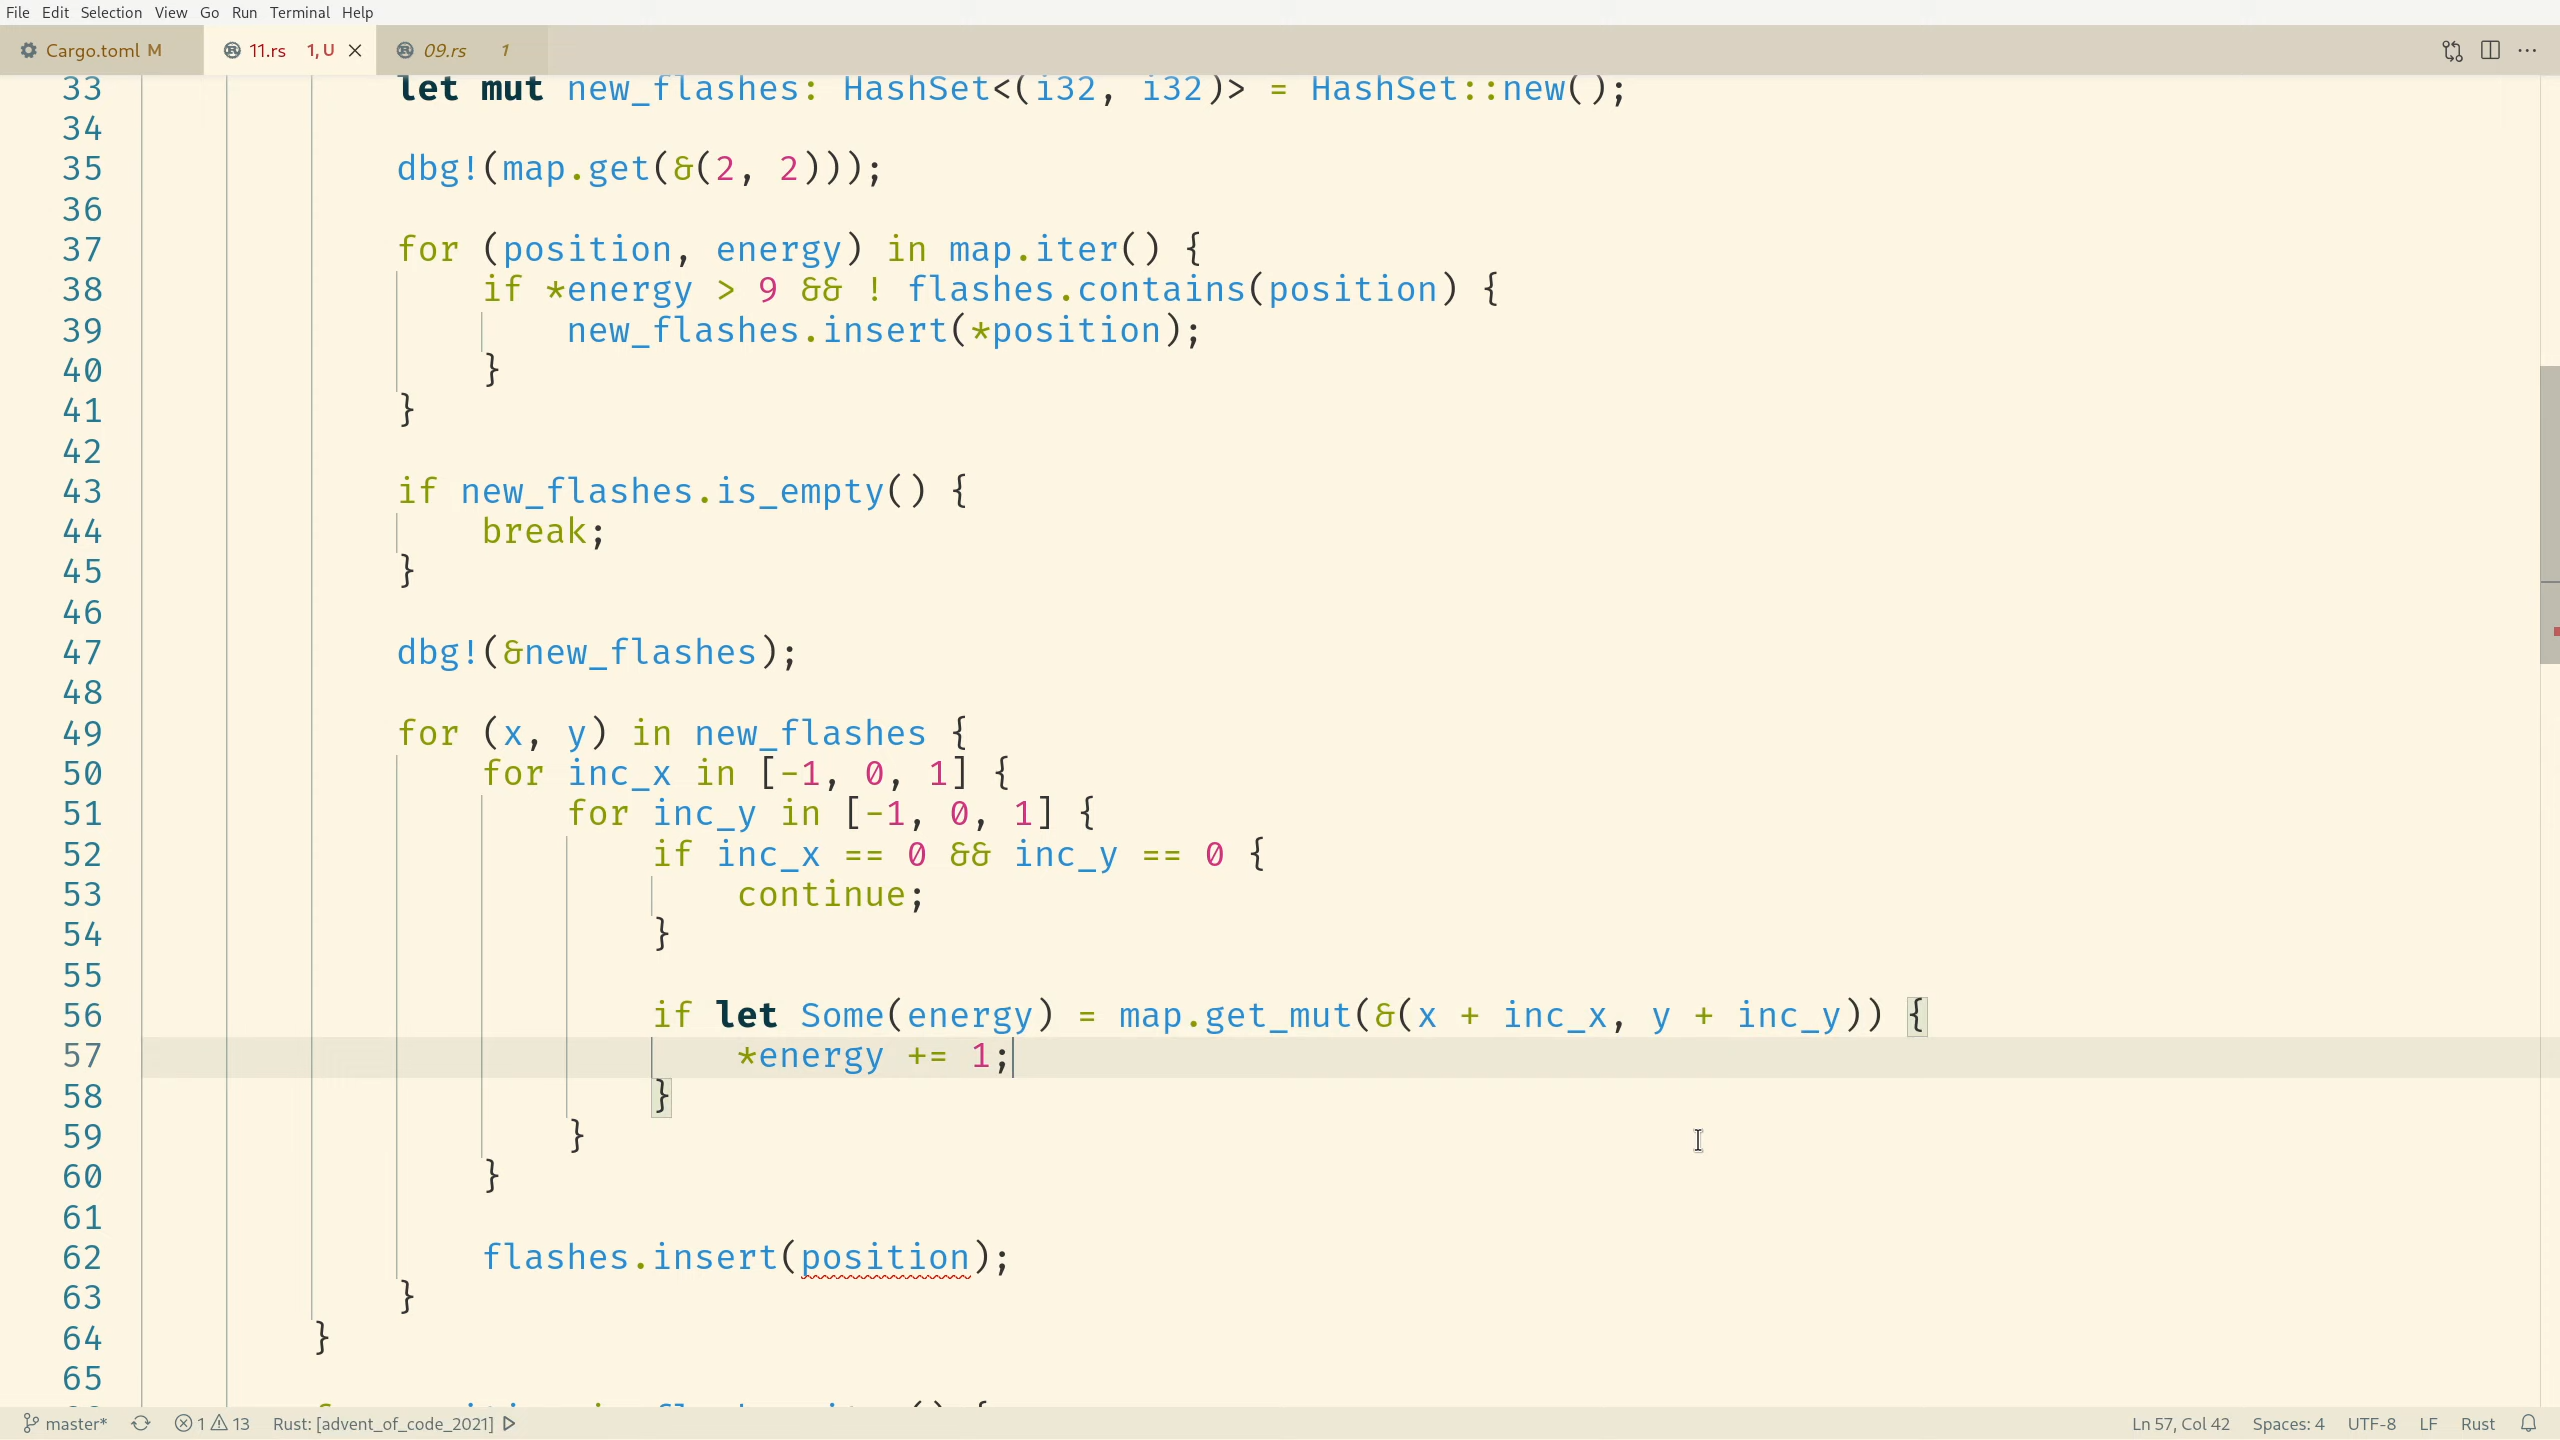 File Edit Selection View Go Run Terminal Help
Cargo.toml M 11.rs 1, U 09.rs 1
33 let mut new_flashes: HashSet<(i32, i32)> = HashSet::new();
34
35 dbg!(map.get(&(2, 2)));
36
37 for (position, energy) in map.iter() {
38 if *energy > 9 && ! flashes.contains(position) {
39 new_flashes.insert(*position);
40 }
41 }
42
43 if new_flashes.is_empty() {
44 break;
45 }
46
47 dbg!(&new_flashes);
48
49 for (x, y) in new_flashes {
50 for inc_x in [-1, 0, 1] {
51 for inc_y in [-1, 0, 1] {
52 if inc_x == 0 && inc_y == 0 {
53 continue;
54 }
55
56 if let Some(energy) = map.get_mut(&(x + inc_x, y + inc_y)) {
57 *energy += 1;
58 }
59 }
60 }
61
62 flashes.insert(position);
63 }
64 }
65
master* 1 13 Rust: [advent_of_code_2021] Ln 57, Col 42 Spaces: 4 UTF-8 LF Rust